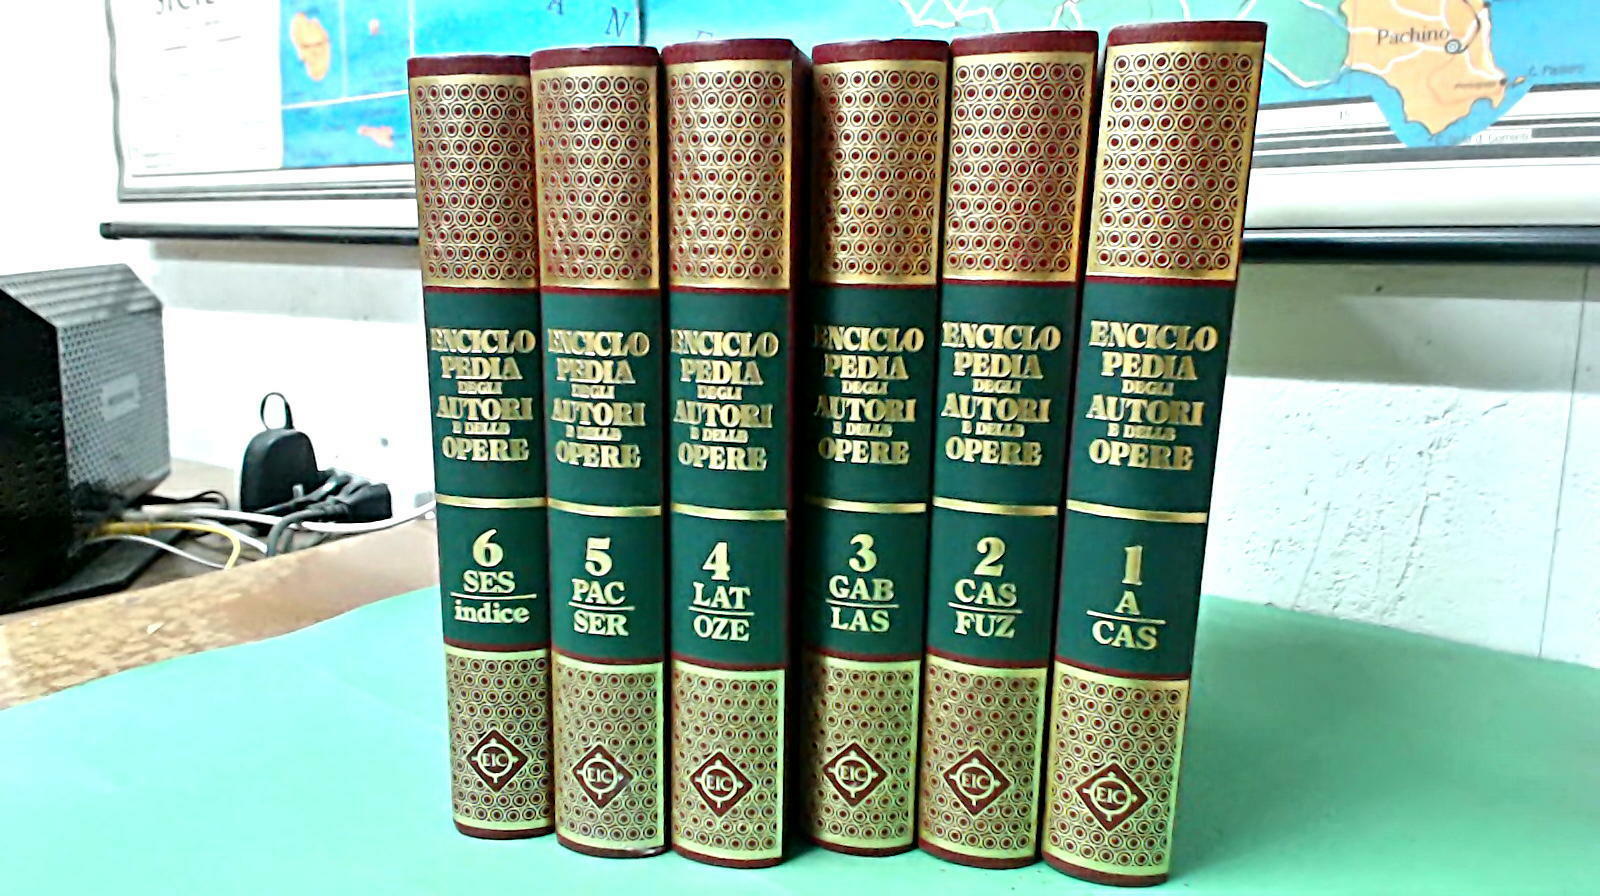 SICIL
A N E
Pachino
ENCICLO
PEDIA
DEGLI
AUTORI
E DELLE
OPERE
6
SES
indice
EIC
ENCICLO
PEDIA
DEGLI
AUTORI
E DELLE
OPERE
5
PAC
SER
EIC
ENCICLO
PEDIA
DEGLI
AUTORI
E DELLE
OPERE
4
LAT
OZE
EIC
ENCICLO
PEDIA
DEGLI
AUTORI
E DELLE
OPERE
3
GAB
LAS
EIC
ENCICLO
PEDIA
DEGLI
AUTORI
E DELLE
OPERE
2
CAS
FUZ
EIC
ENCICLO
PEDIA
DEGLI
AUTORI
E DELLE
OPERE
1
A
CAS
EIC